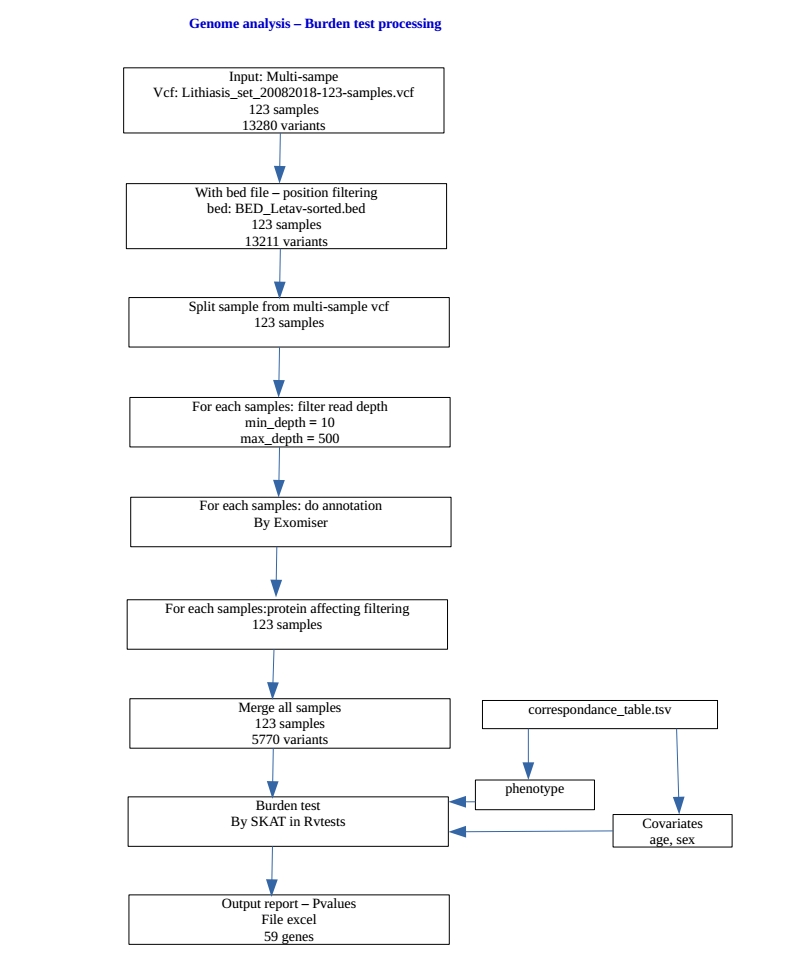 Genome analysis – Burden test processing
Input: Multi-sampe
Vcf: Lithiasis_set_20082018-123-samples.vcf
123 samples
13280 variants
With bed file – position filtering
bed: BED_Letav-sorted.bed
123 samples
13211 variants
Split sample from multi-sample vcf
123 samples
For each samples: filter read depth
min_depth = 10
max_depth = 500
For each samples: do annotation
By Exomiser
For each samples:protein affecting filtering
123 samples
Merge all samples
123 samples
5770 variants
correspondance_table.tsv
phenotype
Covariates
age, sex
Burden test
By SKAT in Rvtests
Output report – Pvalues
File excel
59 genes